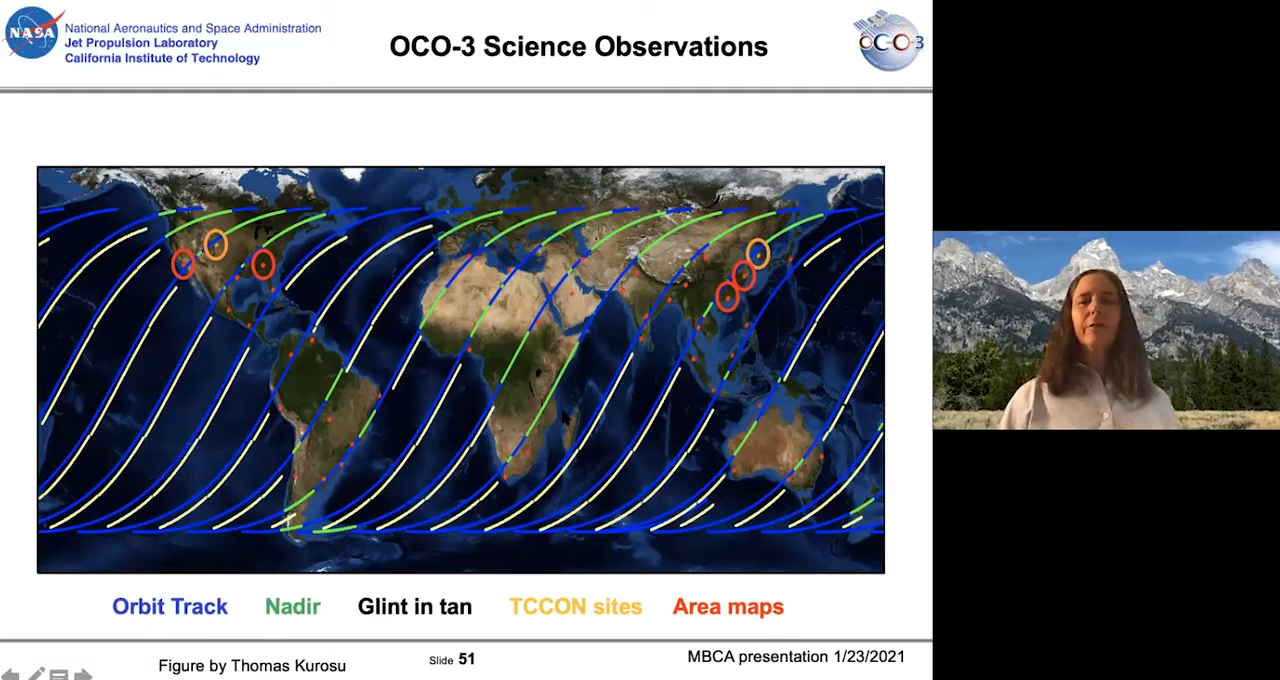 NASA
National Aeronautics and Space Administration
Jet Propulsion Laboratory
California Institute of Technology
OCO-3 Science Observations
OCO-3
Orbit Track Nadir Glint in tan TCCON sites Area maps
Figure by Thomas Kurosu Slide 51 MBCA presentation 1/23/2021